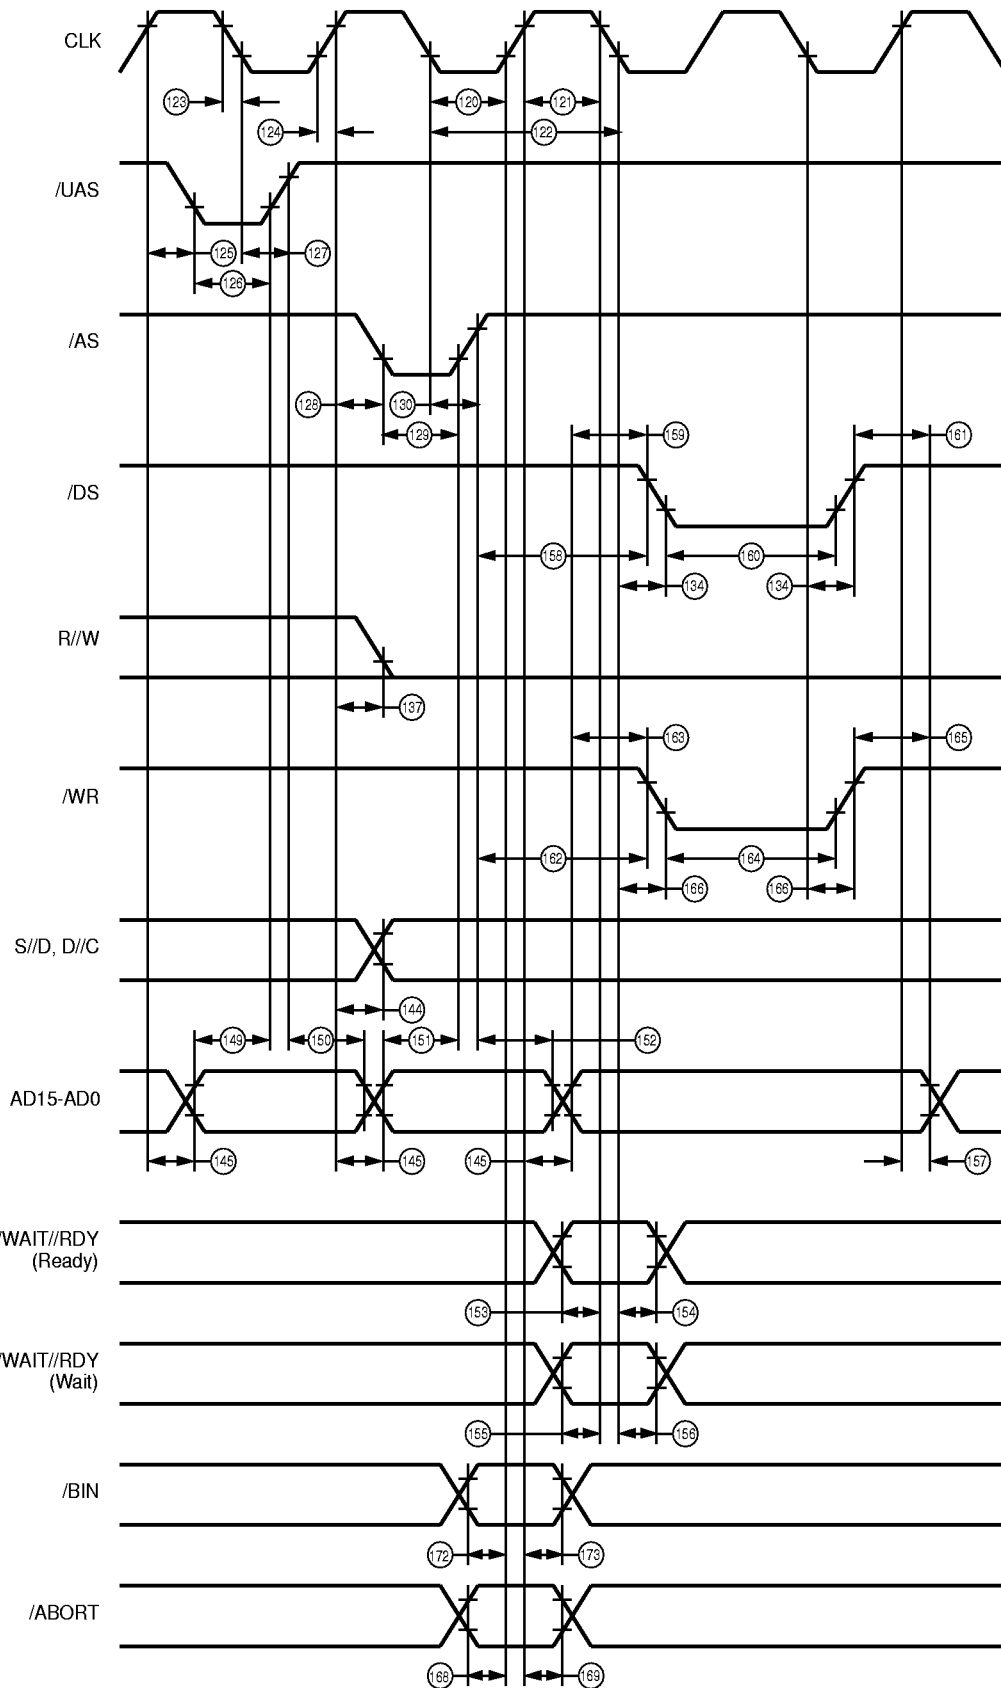 CLK
123
120
121
124
122
/UAS
125
127
126
/AS
128
130
129
159
161
/DS
158
160
134
134
R//W
137
163
165
/WR
162
164
166
166
S//D, D//C
144
149
150
151
152
AD15-AD0
145
145
145
157
/WAIT//RDY
(Ready)
153
154
/WAIT//RDY
(Wait)
155
156
/BIN
172
173
/ABORT
168
169